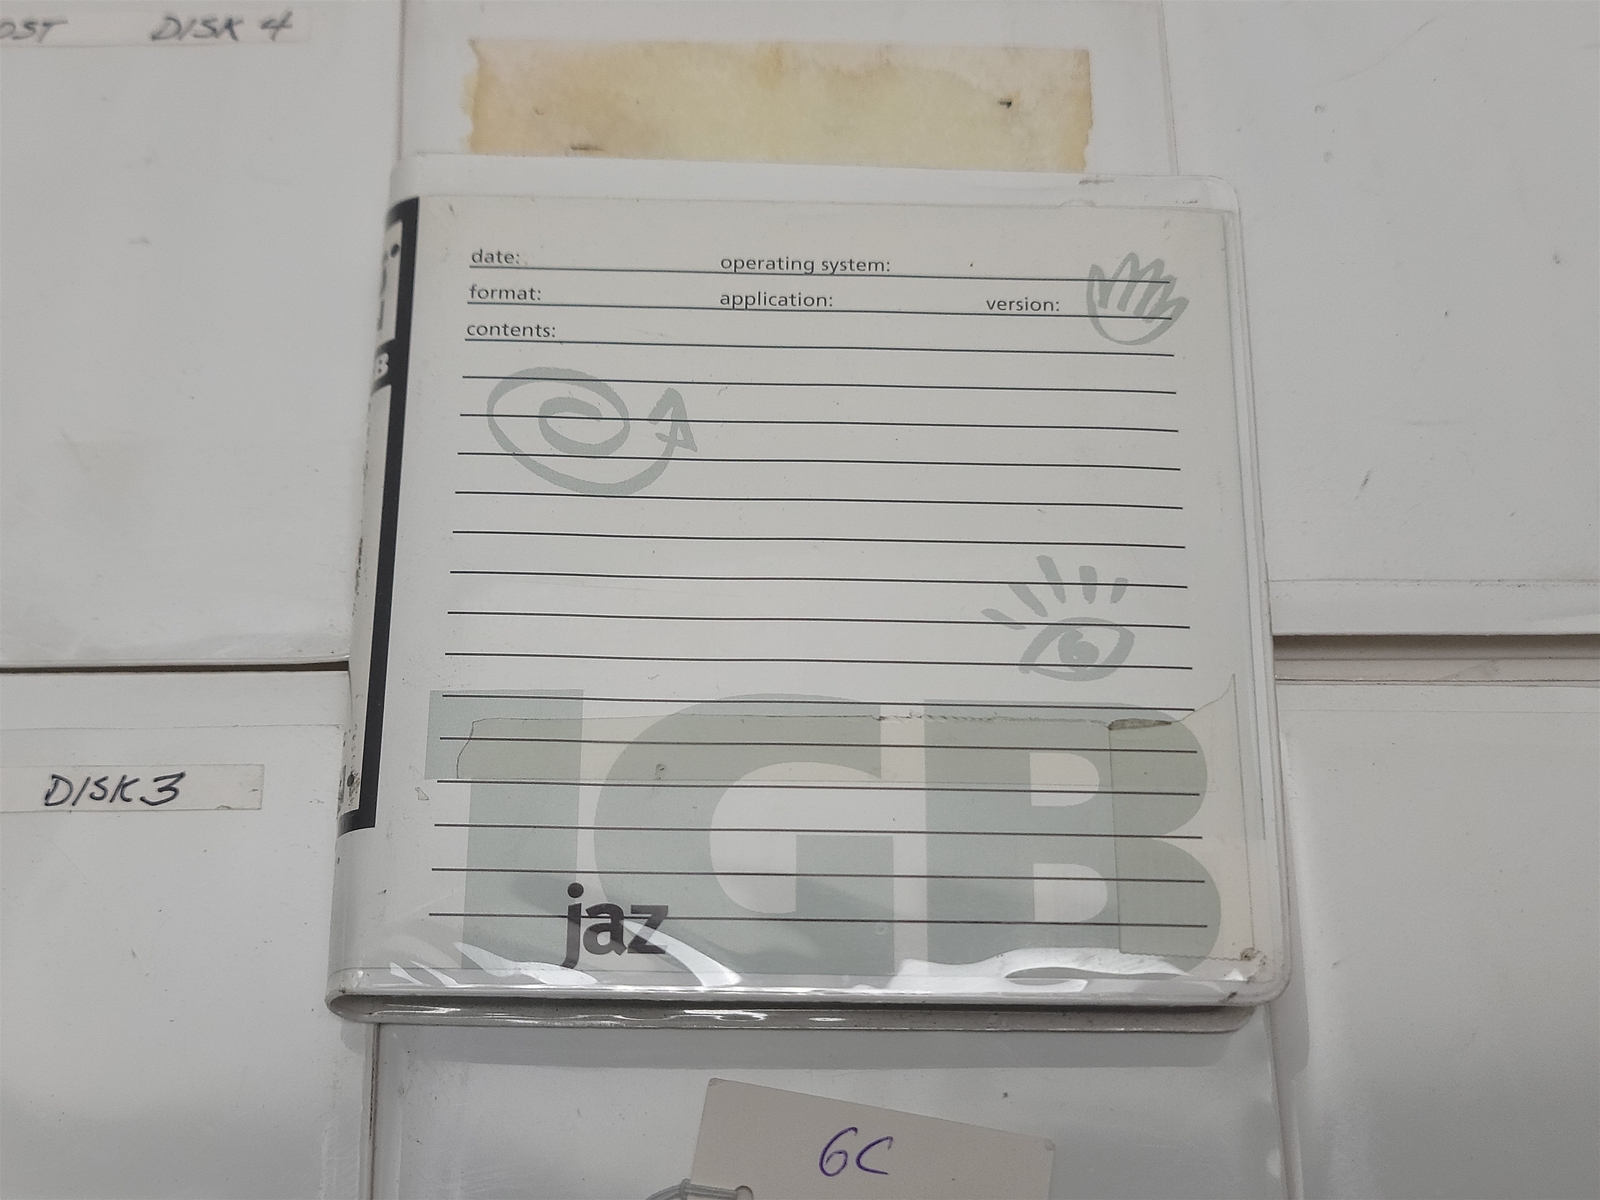 DISK 4
date: operating system:
format: application: version:
contents:
DISK 3
1GB
jaz
6C